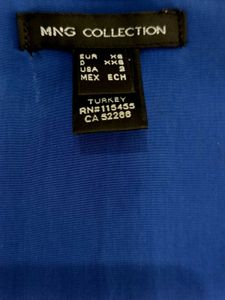 MNG COLLECTION
EUR XS
D XXS
USA 2
MEX ECH
TURKEY
RN#115455
CA 52288